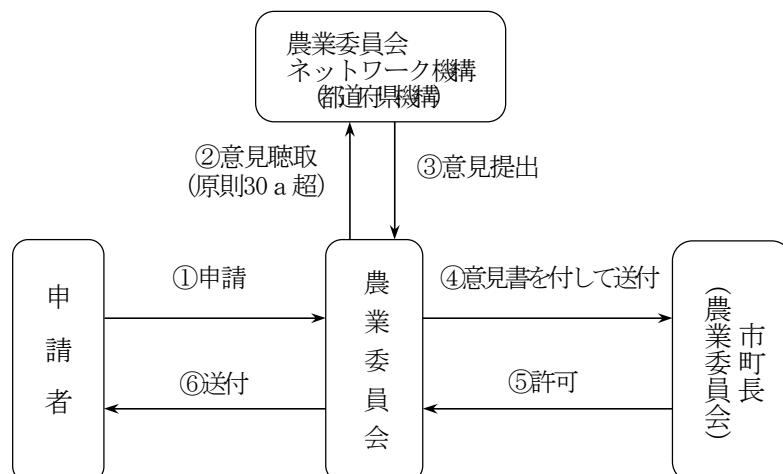 農業委員会
ネットワーク機構
(都道府県機構)
②意見聴取
(原則30a超)
③意見提出
申請者
①申請
農業委員会
④意見書を付して送付
市町長
(農業委員会)
⑥送付
⑤許可